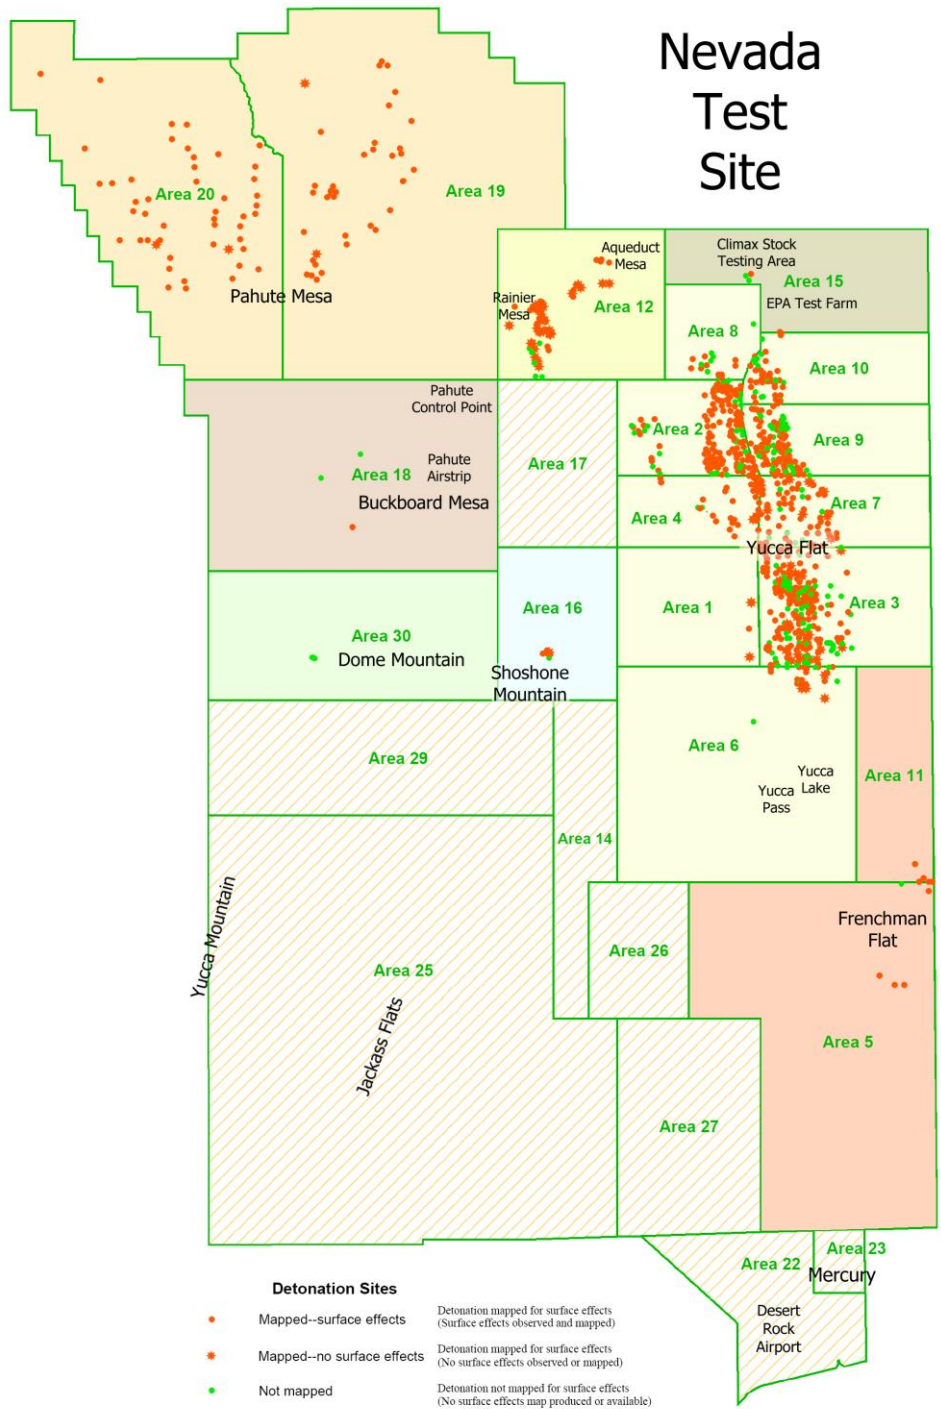 Nevada
Test
Site
Area 20
Area 19
Pahute Mesa
Aqueduct
Mesa
Rainier
Mesa
Area 12
Climax Stock
Testing Area
Area 15
EPA Test Farm
Area 8
Area 10
Pahute
Control Point
Area 2
Area 9
Area 17
Pahute
Airstrip
Area 18
Buckboard Mesa
Area 4
Area 7
Yucca Flat
Area 16
Area 1
Area 3
Area 30
Dome Mountain
Shoshone
Mountain
Area 29
Area 6
Yucca
Lake
Yucca
Pass
Area 11
Area 14
Yucca Mountain
Frenchman
Flat
Area 26
Area 25
Jackass Flats
Area 5
Area 27
Area 22
Area 23
Mercury
Desert
Rock
Airport
Detonation Sites
Mapped--surface effects
Detonation mapped for surface effects
(Surface effects observed and mapped)
Mapped--no surface effects
Detonation mapped for surface effects
(No surface effects observed or mapped)
Not mapped
Detonation not mapped for surface effects
(No surface effects map produced or available)